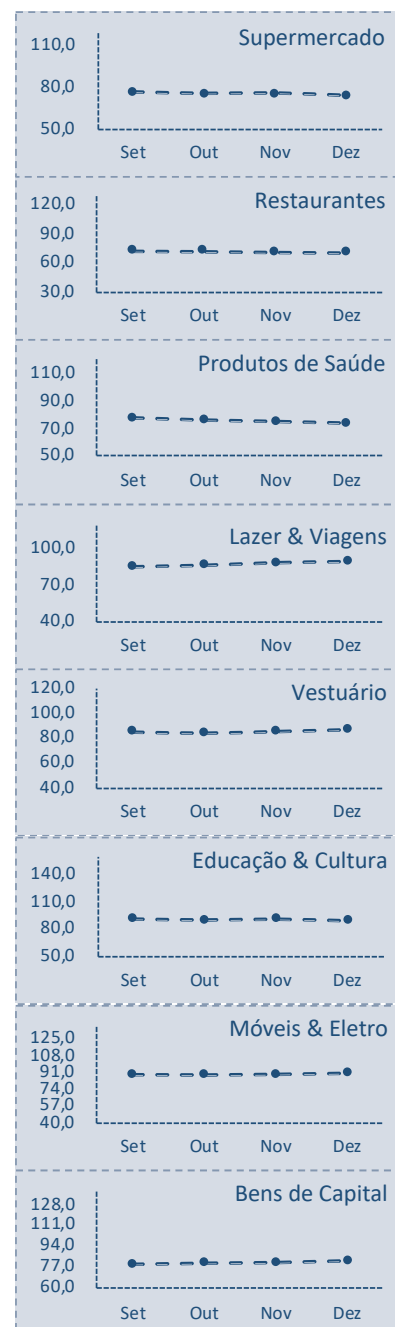 Supermercado
110,0
80,0
50,0
Set Out Nov Dez
Restaurantes
120,0
90,0
60,0
30,0
Set Out Nov Dez
Produtos de Saúde
110,0
90,0
70,0
50,0
Set Out Nov Dez
Lazer & Viagens
100,0
70,0
40,0
Set Out Nov Dez
Vestuário
120,0
100,0
80,0
60,0
40,0
Set Out Nov Dez
Educação & Cultura
140,0
110,0
80,0
50,0
Set Out Nov Dez
Móveis & Eletro
125,0
108,0
91,0
74,0
57,0
40,0
Set Out Nov Dez
Bens de Capital
128,0
111,0
94,0
77,0
60,0
Set Out Nov Dez